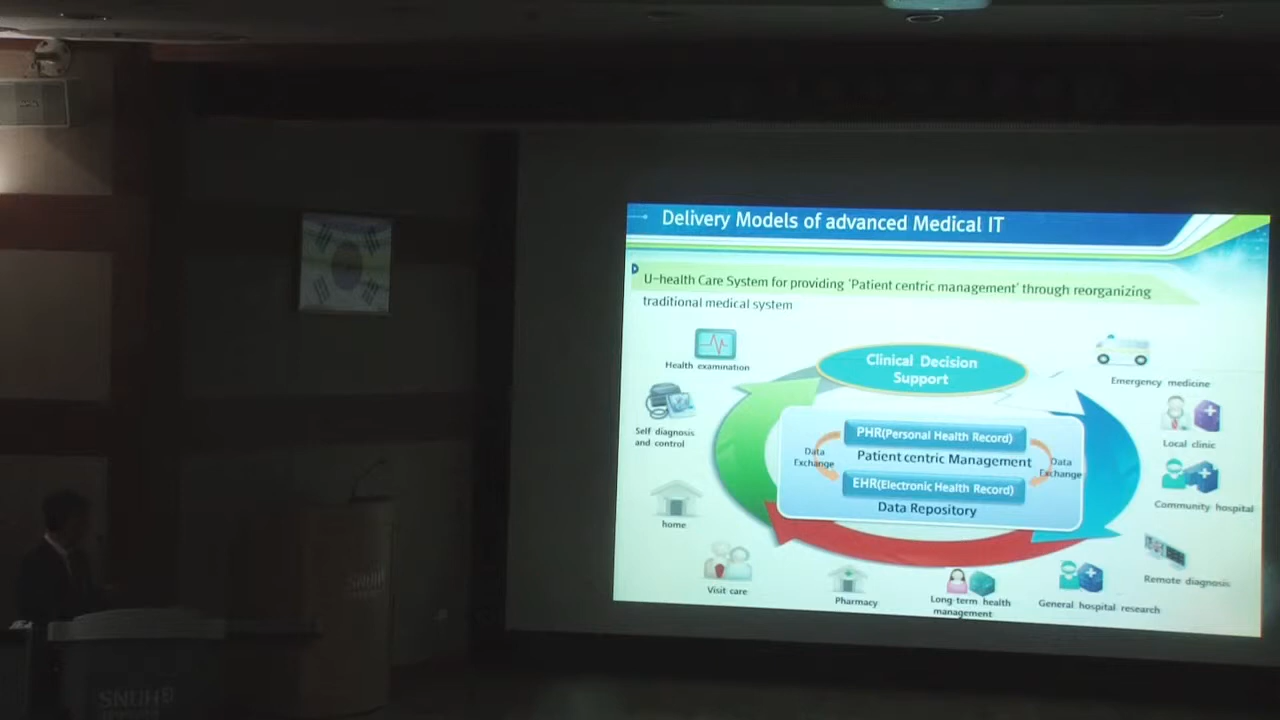 Delivery Models of advanced Medical IT
U-health Care System for providing 'Patient centric management' through reorganizing
traditional medical system
Health examination
Clinical Decision
Support
Emergency medicine
Self diagnosis
and control
PHR(Personal Health Record)
Data
Exchange
Patient centric Management
Data
Exchange
EHR(Electronic Health Record)
Data Repository
Local clinic
Community hospital
home
Remote diagnosis
Visit care
Pharmacy
Long-term health
management
General hospital research
SNUH
SNUH